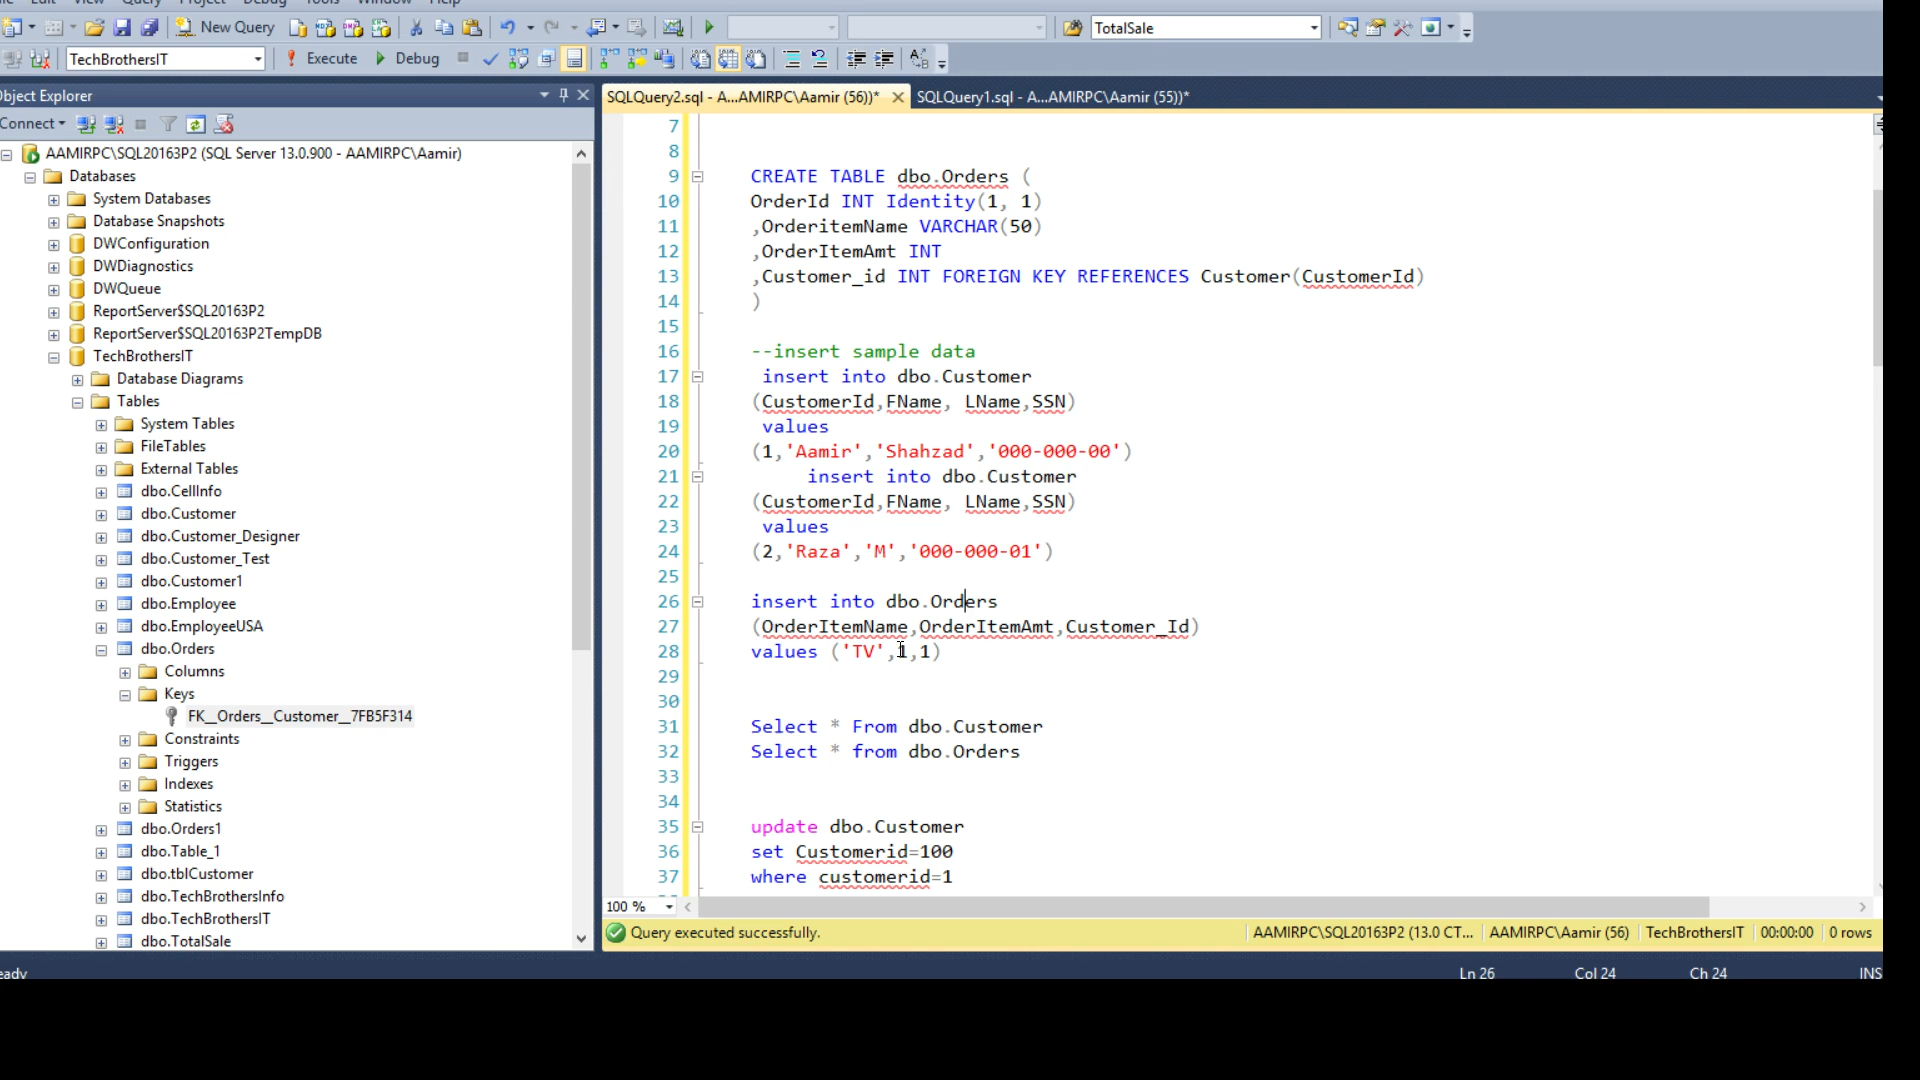 Edit View Query Project Debug Tools Window Help
New Query
TotalSale
TechBrothersIT
Execute
Debug
Object Explorer
Connect
AAMIRPC\SQL20163P2 (SQL Server 13.0.900 - AAMIRPC\Aamir)
Databases
System Databases
Database Snapshots
DWConfiguration
DWDiagnostics
DWQueue
ReportServer$SQL20163P2
ReportServer$SQL20163P2TempDB
TechBrothersIT
Database Diagrams
Tables
System Tables
FileTables
External Tables
dbo.CellInfo
dbo.Customer
dbo.Customer_Designer
dbo.Customer_Test
dbo.Customer1
dbo.Employee
dbo.EmployeeUSA
dbo.Orders
Columns
Keys
FK__Orders__Customer__7FB5F314
Constraints
Triggers
Indexes
Statistics
dbo.Orders1
dbo.Table_1
dbo.tblCustomer
dbo.TechBrothersInfo
dbo.TechBrothersIT
dbo.TotalSale
SQLQuery2.sql - A...AMIRPC\Aamir (56))* SQLQuery1.sql - A...AMIRPC\Aamir (55))*
7
8
9 CREATE TABLE dbo.Orders (
10 OrderId INT Identity(1, 1)
11 ,OrderitemName VARCHAR(50)
12 ,OrderItemAmt INT
13 ,Customer_id INT FOREIGN KEY REFERENCES Customer(CustomerId)
14 )
15
16 --insert sample data
17 insert into dbo.Customer
18 (CustomerId,FName, LName,SSN)
19 values
20 (1,'Aamir','Shahzad','000-000-00')
21 insert into dbo.Customer
22 (CustomerId,FName, LName,SSN)
23 values
24 (2,'Raza','M','000-000-01')
25
26 insert into dbo.Orders
27 (OrderItemName,OrderItemAmt,Customer_Id)
28 values ('TV',1,1)
29
30
31 Select * From dbo.Customer
32 Select * from dbo.Orders
33
34
35 update dbo.Customer
36 set Customerid=100
37 where customerid=1
100 %
Query executed successfully.
AAMIRPC\SQL20163P2 (13.0 CT... AAMIRPC\Aamir (56) TechBrothersIT 00:00:00 0 rows
eady
Ln 26 Col 24 Ch 24 INS